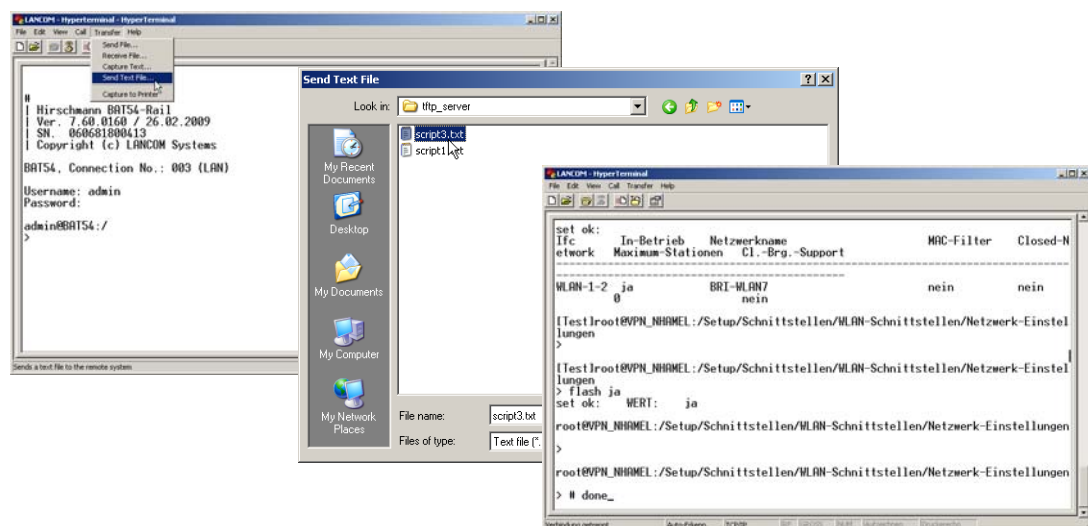 LANCOM - Hyperterminal - HyperTerminal
File Edit View Call Transfer Help
Send File...
Receive File...
Capture Text...
Send Text File...
Capture to Printer
#
| Hirschmann BAT54-Rail
| Ver. 7.60.0160 / 26.02.2009
| SN. 060681800413
| Copyright (c) LANCOM Systems
BAT54, Connection No.: 003 (LAN)
Username: admin
Password:
admin@BAT54:/
>
Sends a text file to the remote system
Send Text File
Look in: tftp_server
script3.txt
script1.txt
My Recent Documents
Desktop
My Documents
My Computer
My Network Places
File name: script3.txt
Files of type: Text file (*.
LANCOM - HyperTerminal
File Edit View Call Transfer Help
set ok:
Ifc In-Betrieb Netzwerkname MAC-Filter Closed-N
etwork Maximum-Stationen Cl.-Brg.-Support
--------------------------------------------------------------------------------
---------------------------------------------
WLAN-1-2 ja BRI-WLAN7 nein nein
0 nein
[Test]root@VPN_NHAMEL:/Setup/Schnittstellen/WLAN-Schnittstellen/Netzwerk-Einstel
lungen
>
[Test]root@VPN_NHAMEL:/Setup/Schnittstellen/WLAN-Schnittstellen/Netzwerk-Einstel
lungen
> flash ja
set ok: WERT: ja
root@VPN_NHAMEL:/Setup/Schnittstellen/WLAN-Schnittstellen/Netzwerk-Einstellungen
>
root@VPN_NHAMEL:/Setup/Schnittstellen/WLAN-Schnittstellen/Netzwerk-Einstellungen
> # done_